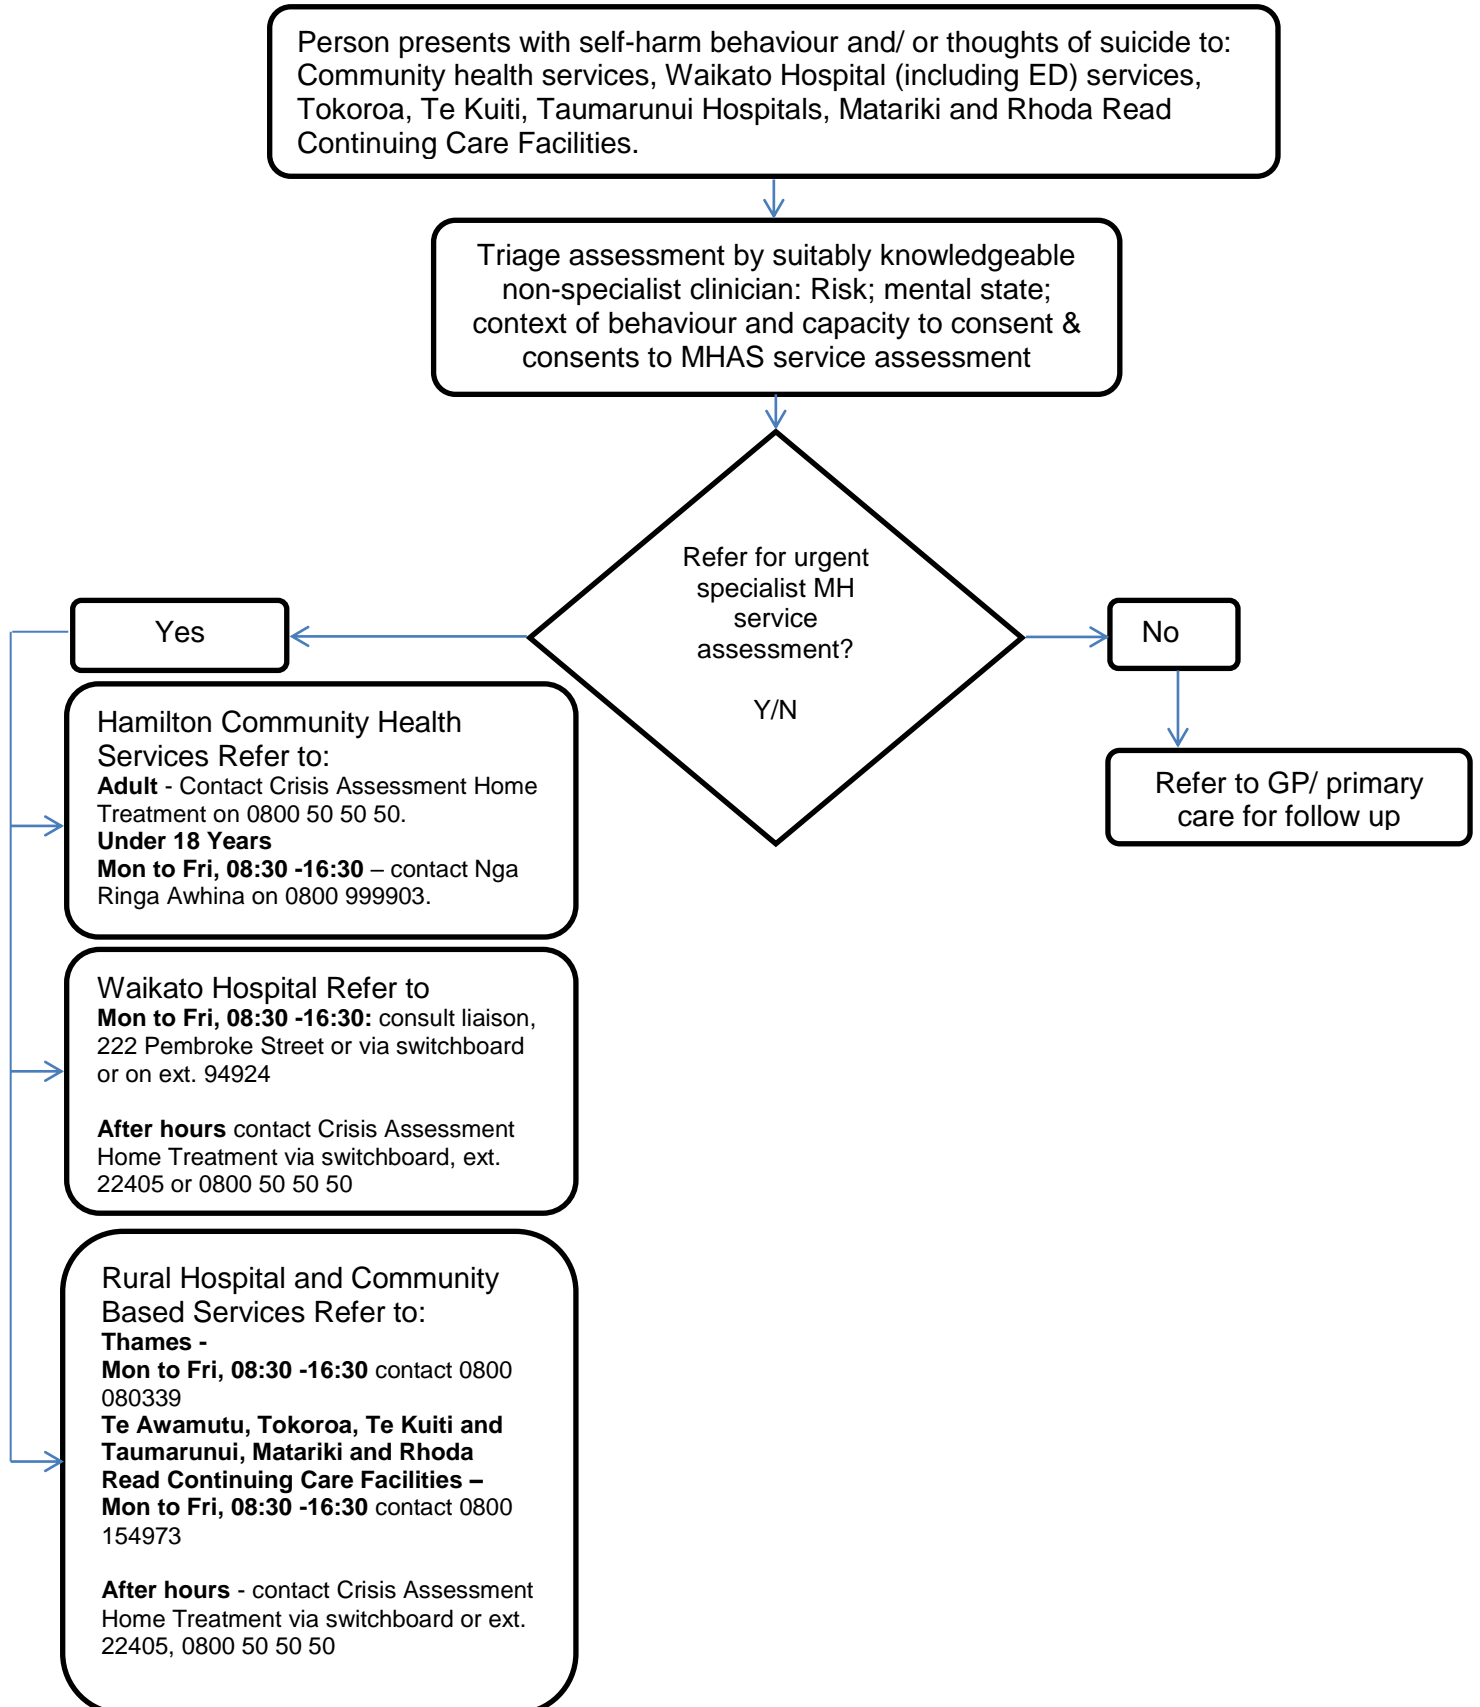 Person presents with self-harm behaviour and/ or thoughts of suicide to:
Community health services, Waikato Hospital (including ED) services,
Tokoroa, Te Kuiti, Taumarunui Hospitals, Matariki and Rhoda Read
Continuing Care Facilities.
Triage assessment by suitably knowledgeable
non-specialist clinician: Risk; mental state;
context of behaviour and capacity to consent &
consents to MHAS service assessment
Refer for urgent
specialist MH
service
assessment?
Y/N
Yes
No
Refer to GP/ primary
care for follow up
Hamilton Community Health
Services Refer to:
Adult - Contact Crisis Assessment Home
Treatment on 0800 50 50 50.
Under 18 Years
Mon to Fri, 08:30 -16:30 – contact Nga
Ringa Awhina on 0800 999903.
Waikato Hospital Refer to
Mon to Fri, 08:30 -16:30: consult liaison,
222 Pembroke Street or via switchboard
or on ext. 94924
After hours contact Crisis Assessment
Home Treatment via switchboard, ext.
22405 or 0800 50 50 50
Rural Hospital and Community
Based Services Refer to:
Thames -
Mon to Fri, 08:30 -16:30 contact 0800
080339
Te Awamutu, Tokoroa, Te Kuiti and
Taumarunui, Matariki and Rhoda
Read Continuing Care Facilities –
Mon to Fri, 08:30 -16:30 contact 0800
154973
After hours - contact Crisis Assessment
Home Treatment via switchboard or ext.
22405, 0800 50 50 50